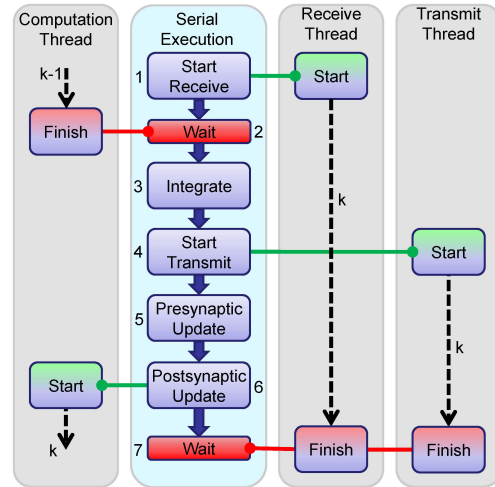 Computation
Thread
Serial
Execution
Receive
Thread
Transmit
Thread
k-1
1
Start
Receive
Start
Finish
Wait
2
3
Integrate
k
4
Start
Transmit
Start
5
Presynaptic
Update
k
Start
Postsynaptic
Update
6
k
7
Wait
Finish
Finish